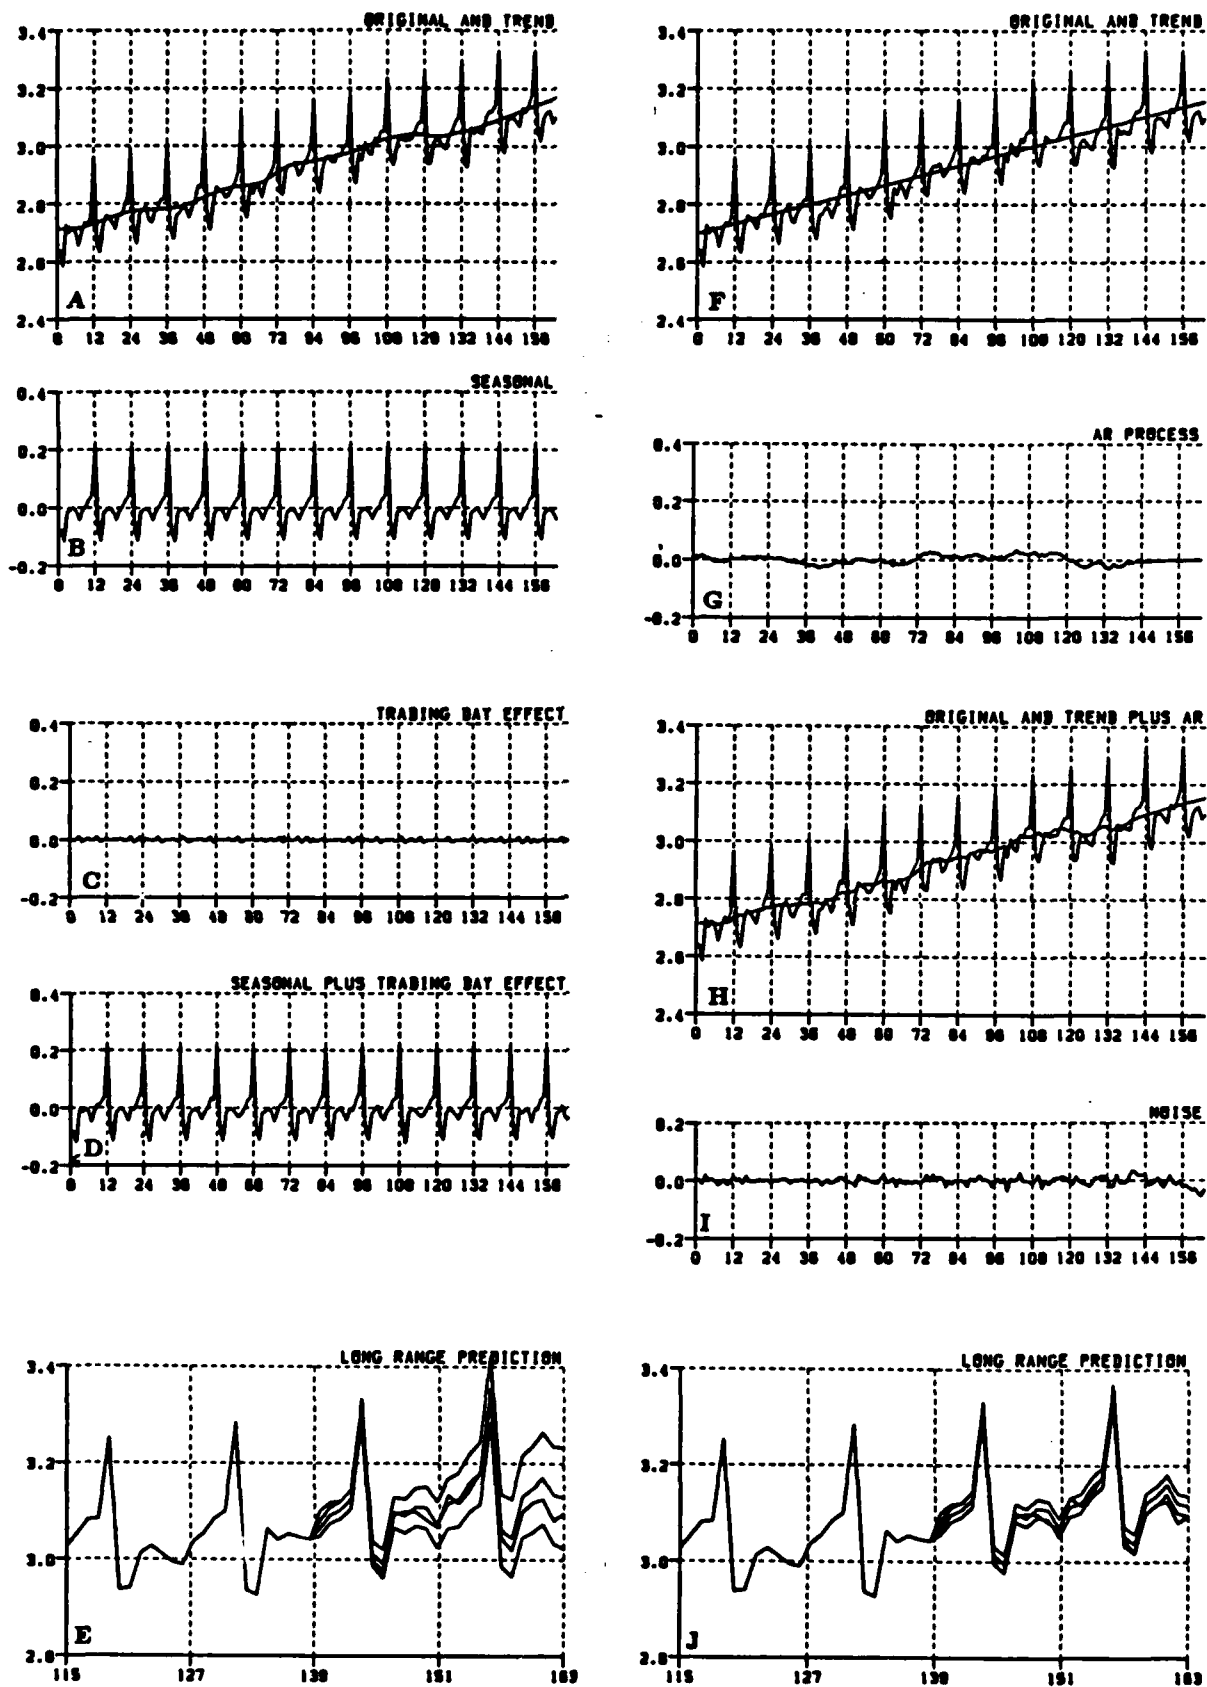 ORIGINAL AND TREND
3.4
3.2
3.0
2.8
2.6
2.4
A
0 12 24 36 48 60 72 84 96 108 120 132 144 156
SEASONAL
0.4
0.2
0.0
-0.2
B
0 12 24 36 48 60 72 84 96 108 120 132 144 156
TRADING DAY EFFECT
0.4
0.2
0.0
-0.2
C
0 12 24 36 48 60 72 84 96 108 120 132 144 156
SEASONAL PLUS TRADING DAY EFFECT
0.4
0.2
0.0
-0.2
D
0 12 24 36 48 60 72 84 96 108 120 132 144 156
LONG RANGE PREDICTION
3.4
3.2
3.0
2.8
E
115 127 139 151 163
ORIGINAL AND TREND
3.4
3.2
3.0
2.8
2.6
2.4
F
0 12 24 36 48 60 72 84 96 108 120 132 144 156
AR PROCESS
0.4
0.2
0.0
-0.2
G
0 12 24 36 48 60 72 84 96 108 120 132 144 156
ORIGINAL AND TREND PLUS AR
3.4
3.2
3.0
2.8
2.6
2.4
H
0 12 24 36 48 60 72 84 96 108 120 132 144 156
NOISE
0.2
0.0
-0.2
I
0 12 24 36 48 60 72 84 96 108 120 132 144 156
LONG RANGE PREDICTION
3.4
3.2
3.0
2.8
J
115 127 139 151 163